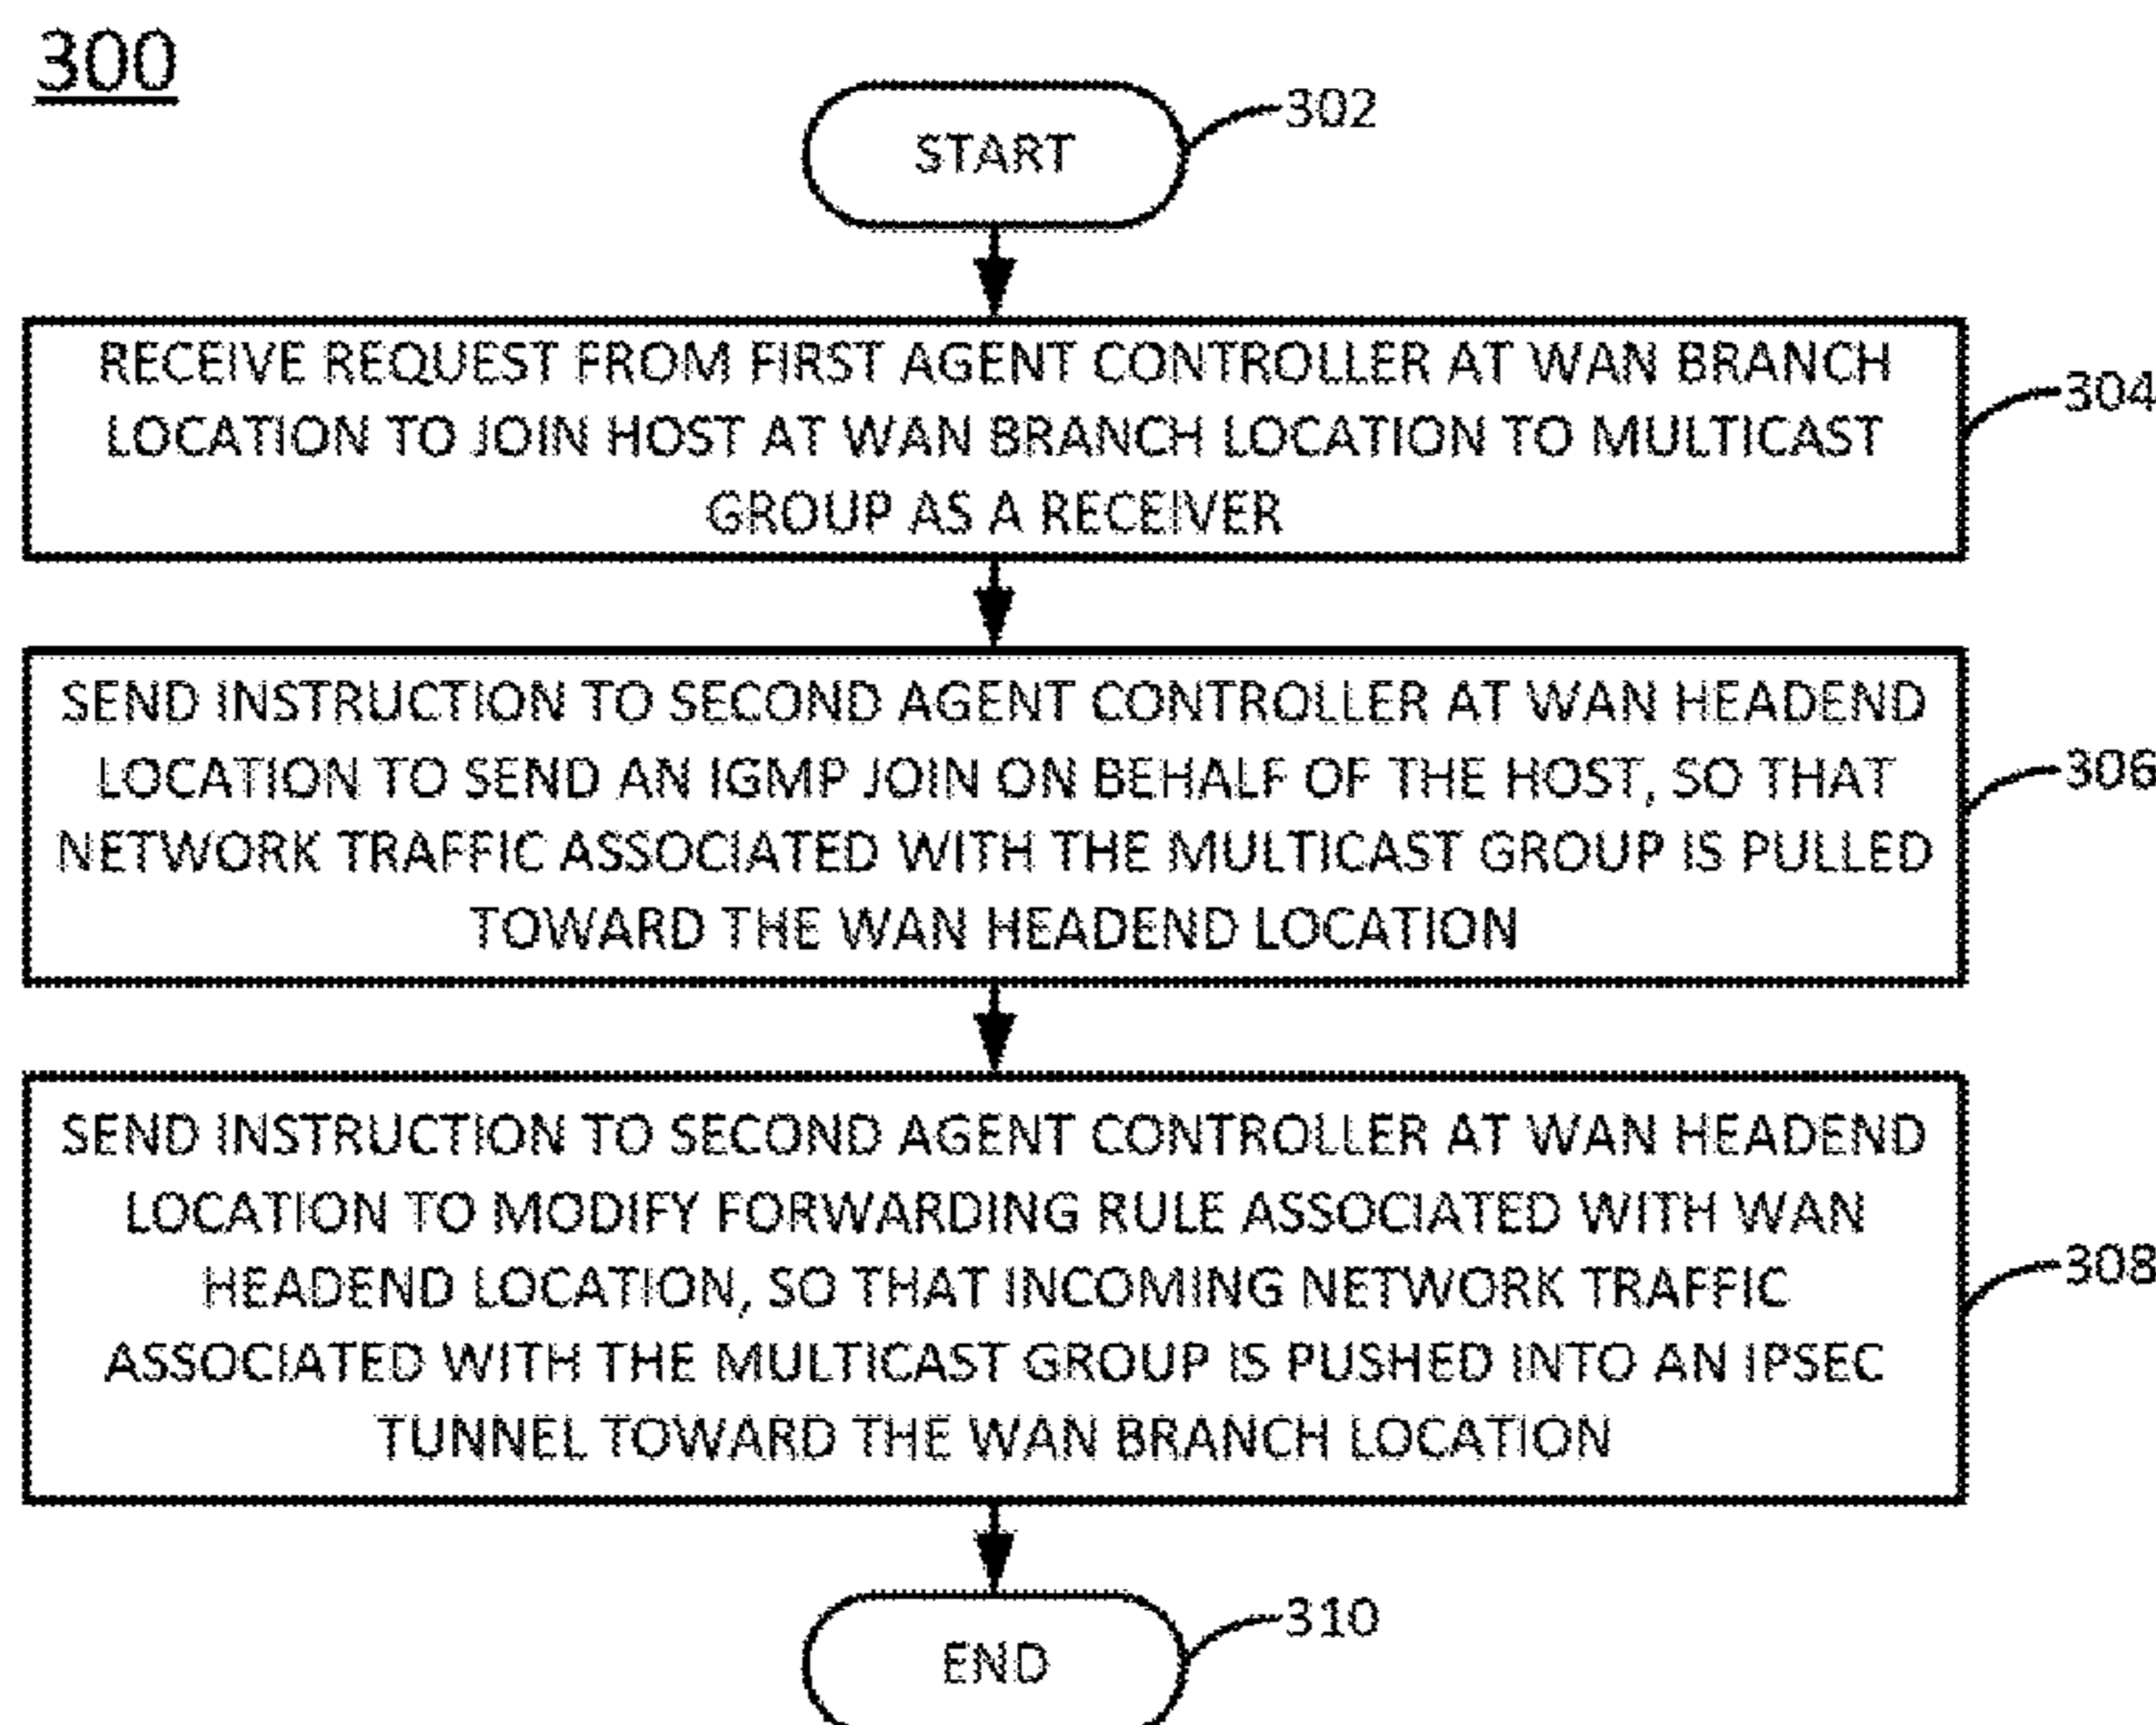 300
START
302
RECEIVE REQUEST FROM FIRST AGENT CONTROLLER AT WAN BRANCH
LOCATION TO JOIN HOST AT WAN BRANCH LOCATION TO MULTICAST
GROUP AS A RECEIVER
304
SEND INSTRUCTION TO SECOND AGENT CONTROLLER AT WAN HEADEND
LOCATION TO SEND AN IGMP JOIN ON BEHALF OF THE HOST, SO THAT
NETWORK TRAFFIC ASSOCIATED WITH THE MULTICAST GROUP IS PULLED
TOWARD THE WAN HEADEND LOCATION
306
SEND INSTRUCTION TO SECOND AGENT CONTROLLER AT WAN HEADEND
LOCATION TO MODIFY FORWARDING RULE ASSOCIATED WITH WAN
HEADEND LOCATION, SO THAT INCOMING NETWORK TRAFFIC
ASSOCIATED WITH THE MULTICAST GROUP IS PUSHED INTO AN IPSEC
TUNNEL TOWARD THE WAN BRANCH LOCATION
308
END
310